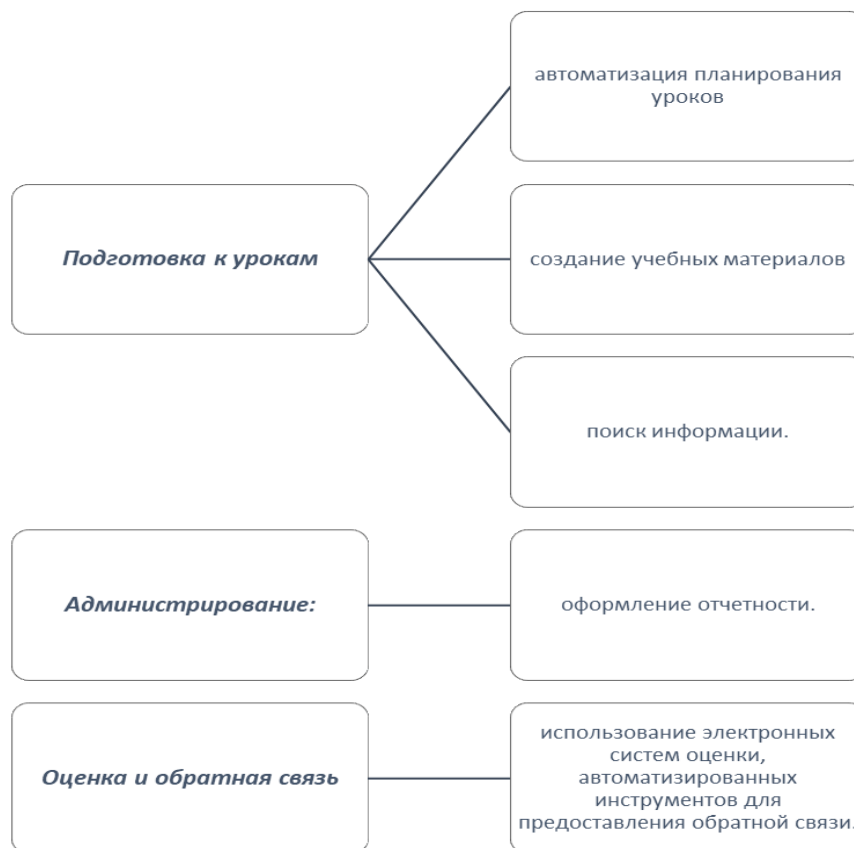 Подготовка к урокам
автоматизация планирования
уроков
создание учебных материалов
поиск информации.
Администрирование:
оформление отчетности.
Оценка и обратная связь
использование электронных
систем оценки,
автоматизированных
инструментов для
предоставления обратной связи.